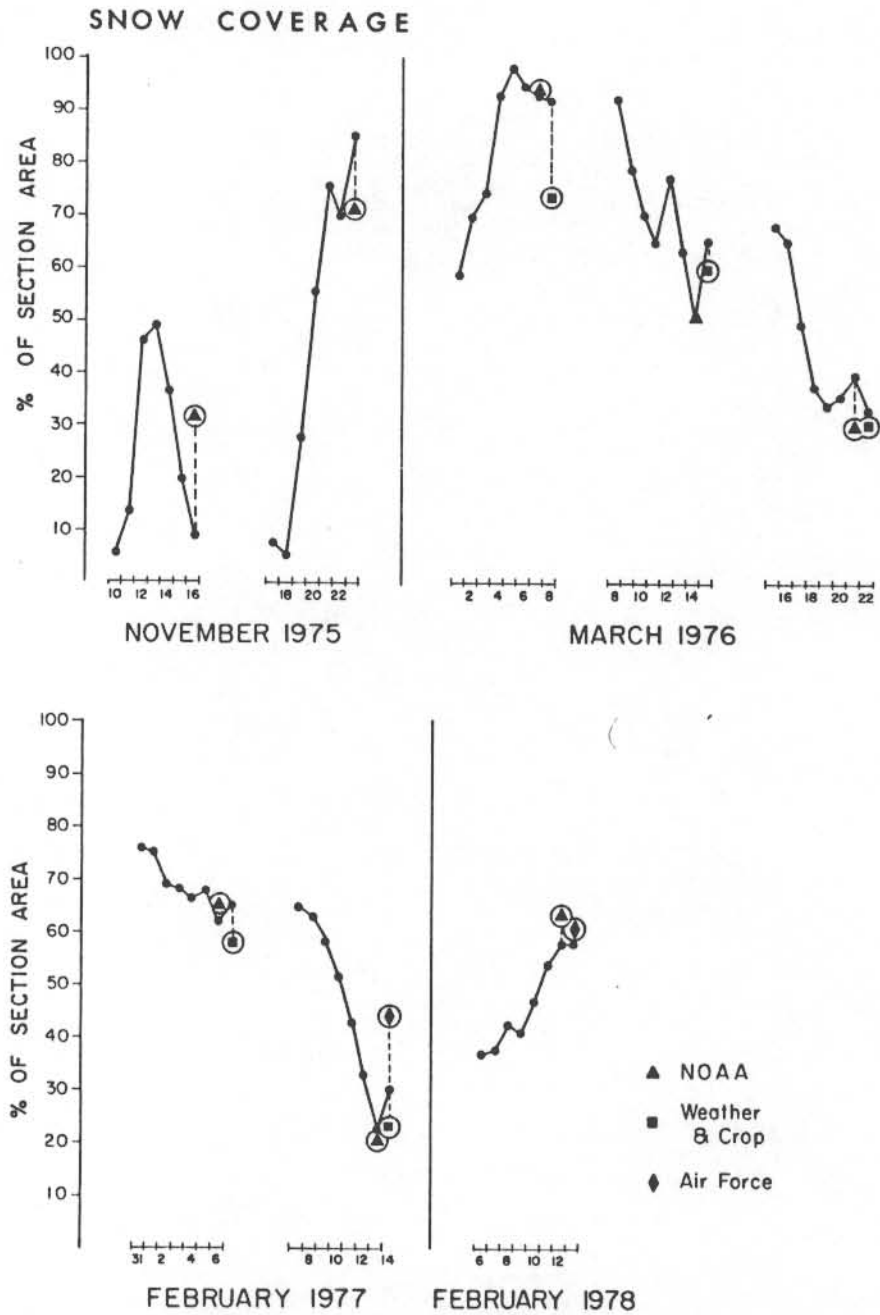 SNOW COVERAGE
% OF SECTION AREA
100
90
80
70
60
50
40
30
20
10
10 12 14 16
18 20 22
NOVEMBER 1975
2 4 6 8
8 10 12 14
16 18 20 22
MARCH 1976
% OF SECTION AREA
100
90
80
70
60
50
40
30
20
10
31 2 4 6
8 10 12 14
FEBRUARY 1977
6 8 10 12
FEBRUARY 1978
NOAA
Weather
& Crop
Air Force